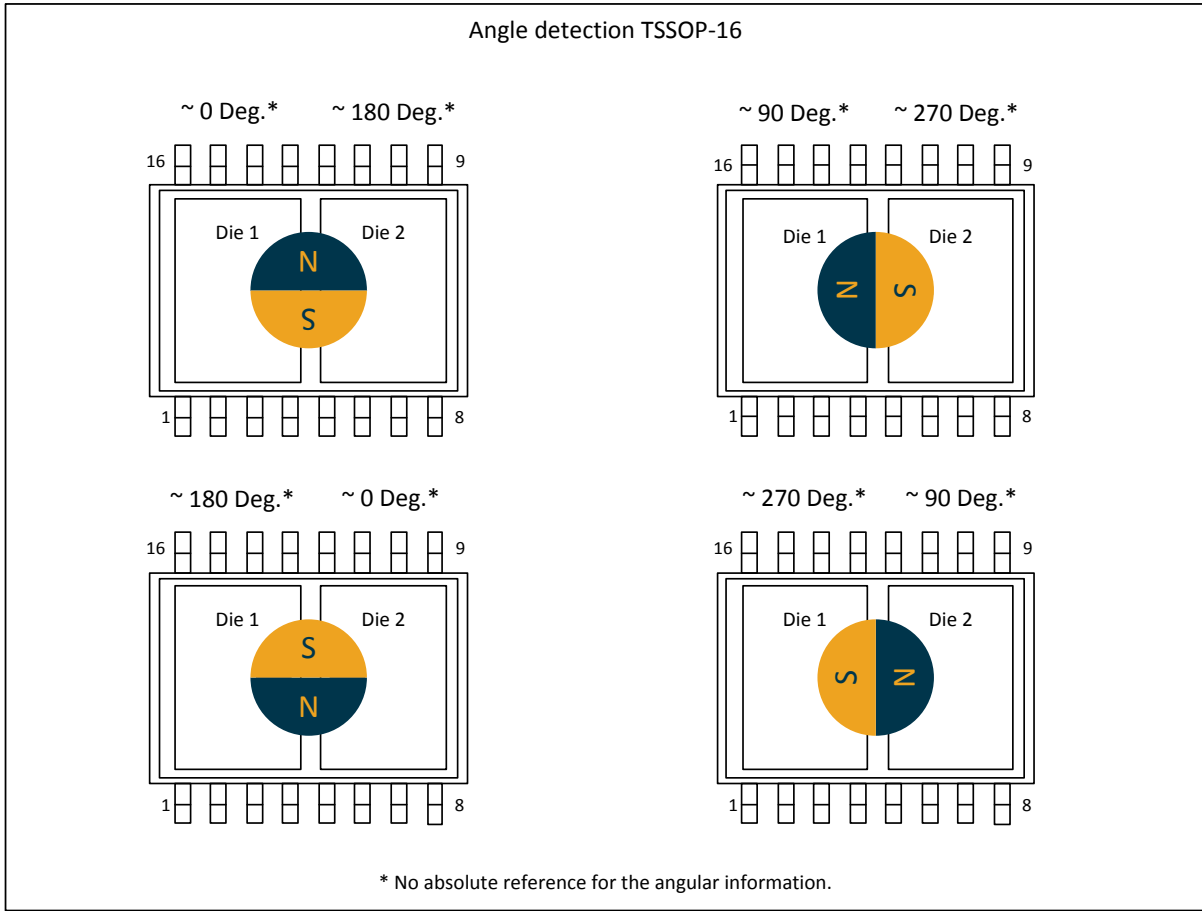 Angle detection TSSOP-16
~ 0 Deg.* ~ 180 Deg.*
16 9
Die 1 Die 2
N
S
1 8
~ 90 Deg.* ~ 270 Deg.*
16 9
Die 1 Die 2
N S
1 8
~ 180 Deg.* ~ 0 Deg.*
16 9
Die 1 Die 2
S
N
1 8
~ 270 Deg.* ~ 90 Deg.*
16 9
Die 1 Die 2
S N
1 8
* No absolute reference for the angular information.